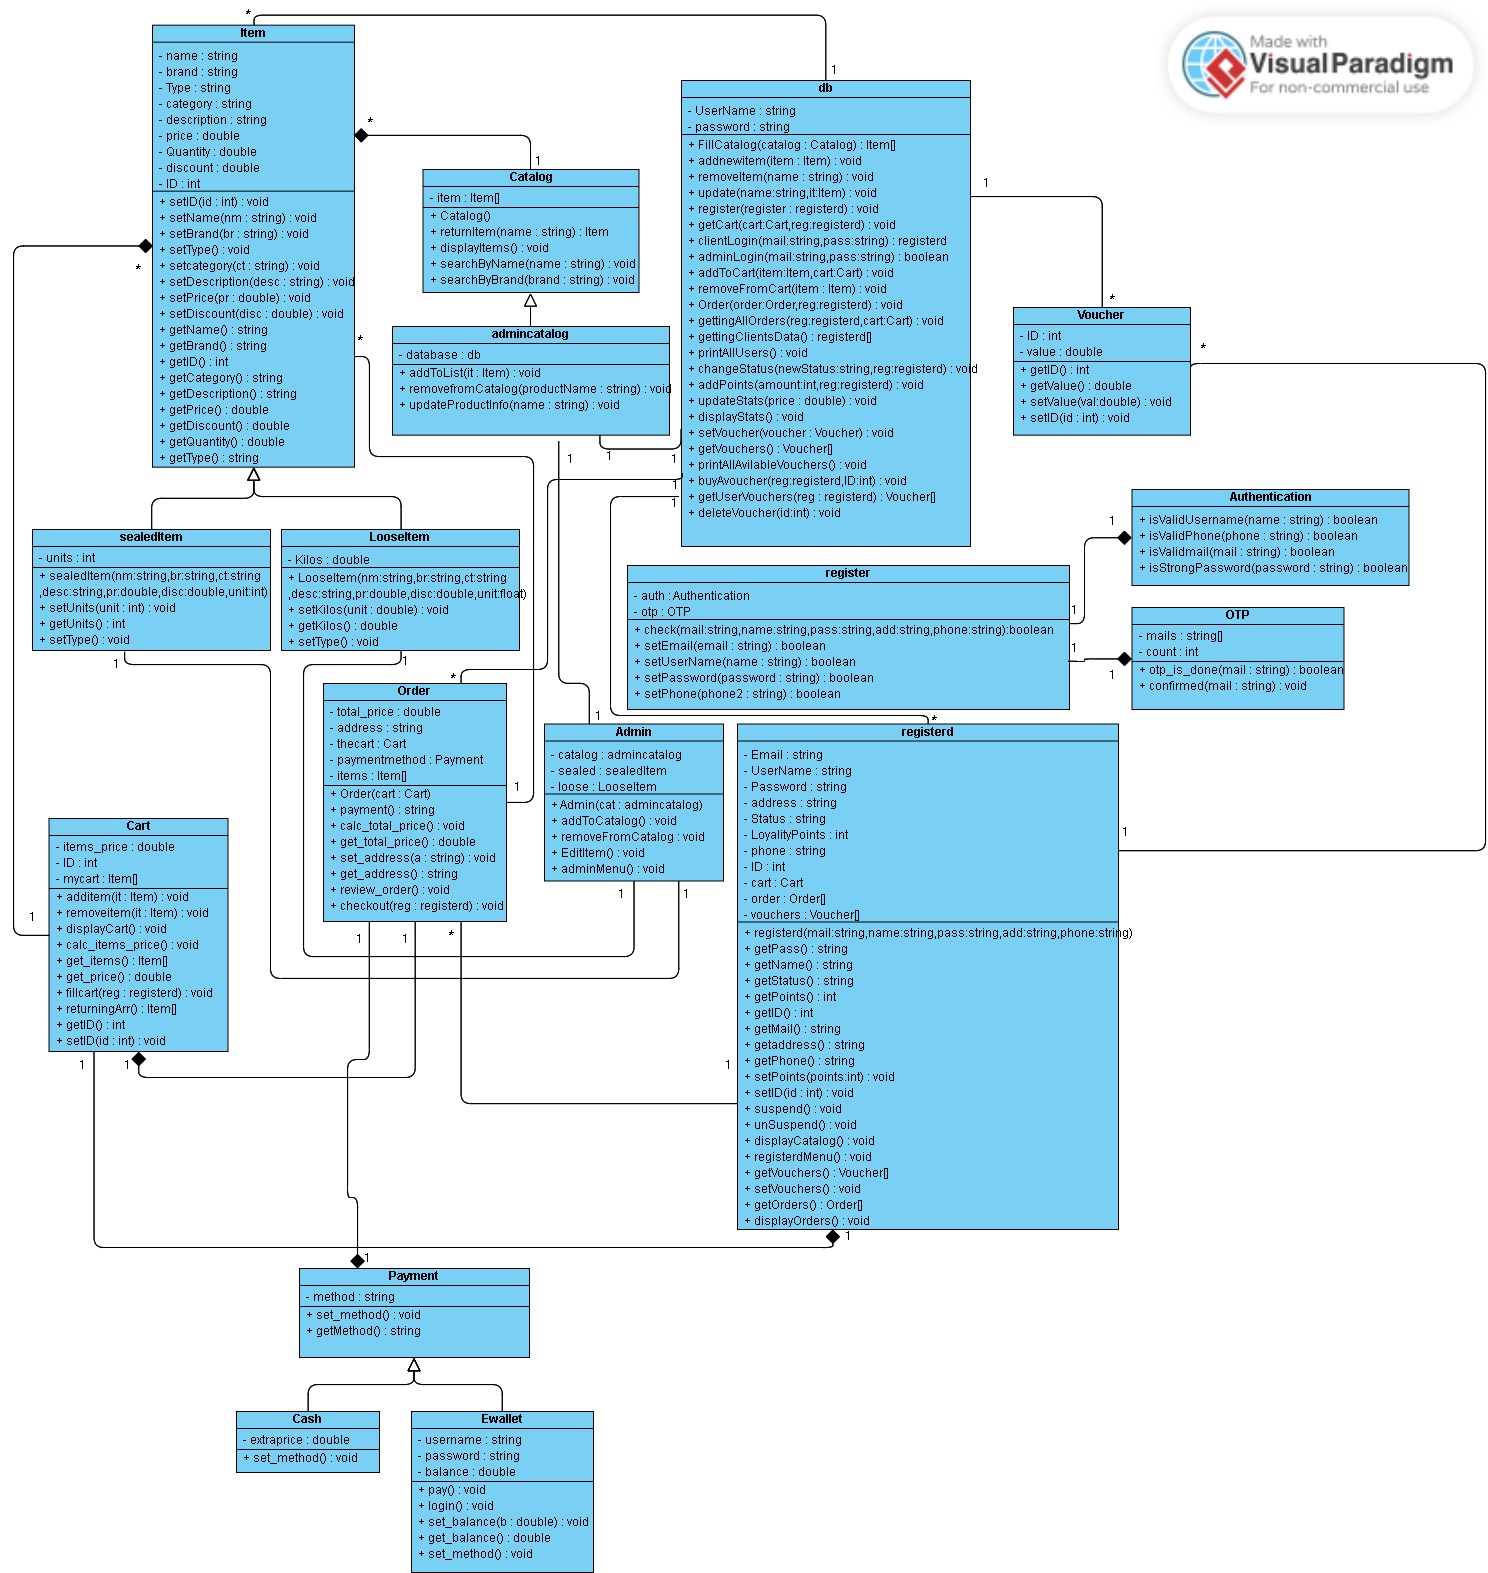 Made with
VisualParadigm
For non-commercial use
*
Item
- name : string
- brand : string
- Type : string
- category : string
- description : string
- price : double
- Quantity : double
- discount : double
- ID : int
+ setID(id : int) : void
+ setName(nm : string) : void
+ setBrand(br : string) : void
+ setType() : void
+ setcategory(ct : string) : void
+ setDescription(desc : string) : void
+ setPrice(pr : double) : void
+ setDiscount(disc : double) : void
+ getName() : string
+ getBrand() : string
+ getID() : int
+ getCategory() : string
+ getDescription() : string
+ getPrice() : double
+ getDiscount() : double
+ getQuantity() : double
+ getType() : string
*
*
*
1
Catalog
- item : Item[]
+ Catalog()
+ returnItem(name : string) : Item
+ displayItems() : void
+ searchByName(name : string) : void
+ searchByBrand(brand : string) : void
admincatalog
- database : db
+ addToList(it : Item) : void
+ removefromCatalog(productName : string) : void
+ updateProductInfo(name : string) : void
1
1
1
1
1
1
db
- UserName : string
- password : string
+ FillCatalog(catalog : Catalog) : Item[]
+ addnewitem(item : Item) : void
+ removeItem(name : string) : void
+ update(name:string,it:Item) : void
+ register(register : registerd) : void
+ getCart(cart:Cart,reg:registerd) : void
+ clientLogin(mail:string,pass:string) : registerd
+ adminLogin(mail:string,pass:string) : boolean
+ addToCart(item:Item,cart:Cart) : void
+ removeFromCart(item : Item) : void
+ Order(order:Order,reg:registerd) : void
+ gettingAllOrders(reg:registerd,cart:Cart) : void
+ gettingClientsData() : registerd[]
+ printAllUsers() : void
+ changeStatus(newStatus:string,reg:registerd) : void
+ addPoints(amount:int,reg:registerd) : void
+ updateStats(price : double) : void
+ displayStats() : void
+ setVoucher(voucher : Voucher) : void
+ getVouchers() : Voucher[]
+ printAllAvilableVouchers() : void
+ buyAvoucher(reg:registerd,ID:int) : void
+ getUserVouchers(reg : registerd) : Voucher[]
+ deleteVoucher(id:int) : void
1
*
Voucher
- ID : int
- value : double
+ getID() : int
+ getValue() : double
+ setValue(val:double) : void
+ setID(id : int) : void
*
sealedItem
- units : int
+ sealedItem(nm:string,br:string,ct:string
,desc:string,pr:double,disc:double,unit:int)
+ setUnits(unit : int) : void
+ getUnits() : int
+ setType() : void
1
LooseItem
- Kilos : double
+ LooseItem(nm:string,br:string,ct:string
,desc:string,pr:double,disc:double,unit:float)
+ setKilos(unit : double) : void
+ getKilos() : double
+ setType() : void
1
Authentication
+ isValidUsername(name : string) : boolean
+ isValidPhone(phone : string) : boolean
+ isValidmail(mail : string) : boolean
+ isStrongPassword(password : string) : boolean
1
register
- auth : Authentication
- otp : OTP
+ check(mail:string,name:string,pass:string,add:string,phone:string):boolean
+ setEmail(email : string) : boolean
+ setUserName(name : string) : boolean
+ setPassword(password : string) : boolean
+ setPhone(phone2 : string) : boolean
1
1
1
OTP
- mails : string[]
- count : int
+ otp_is_done(mail : string) : boolean
+ confirmed(mail : string) : void
*
Order
- total_price : double
- address : string
- thecart : Cart
- paymentmethod : Payment
- items : Item[]
+ Order(cart : Cart)
+ payment() : string
+ calc_total_price() : void
+ get_total_price() : double
+ set_address(a : string) : void
+ get_address() : string
+ review_order() : void
+ checkout(reg : registerd) : void
1
1
1
*
1
Admin
- catalog : admincatalog
- sealed : sealedItem
- loose : LooseItem
+ Admin(cat : admincatalog)
+ addToCatalog() : void
+ removeFromCatalog : void
+ EditItem() : void
+ adminMenu() : void
1
1
*
registerd
- Email : string
- UserName : string
- Password : string
- address : string
- Status : string
- LoyalityPoints : int
- phone : string
- ID : int
- cart : Cart
- order : Order[]
- vouchers : Voucher[]
+ registerd(mail:string,name:string,pass:string,add:string,phone:string)
+ getPass() : string
+ getName() : string
+ getStatus() : string
+ getPoints() : int
+ getID() : int
+ getMail() : string
+ getaddress() : string
+ getPhone() : string
+ setPoints(points:int) : void
+ setID(id : int) : void
+ suspend() : void
+ unSuspend() : void
+ displayCatalog() : void
+ registerdMenu() : void
+ getVouchers() : Voucher[]
+ setVouchers() : void
+ getOrders() : Order[]
+ displayOrders() : void
1
1
1
1
Cart
- items_price : double
- ID : int
- mycart : Item[]
+ additem(it : Item) : void
+ removeitem(it : Item) : void
+ displayCart() : void
+ calc_items_price() : void
+ get_items() : Item[]
+ get_price() : double
+ fillcart(reg : registerd) : void
+ returningArr() : Item[]
+ getID() : int
+ setID(id : int) : void
1
1
1
Payment
- method : string
+ set_method() : void
+ getMethod() : string
Cash
- extraprice : double
+ set_method() : void
Ewallet
- username : string
- password : string
- balance : double
+ pay() : void
+ login() : void
+ set_balance(b : double) : void
+ get_balance() : double
+ set_method() : void